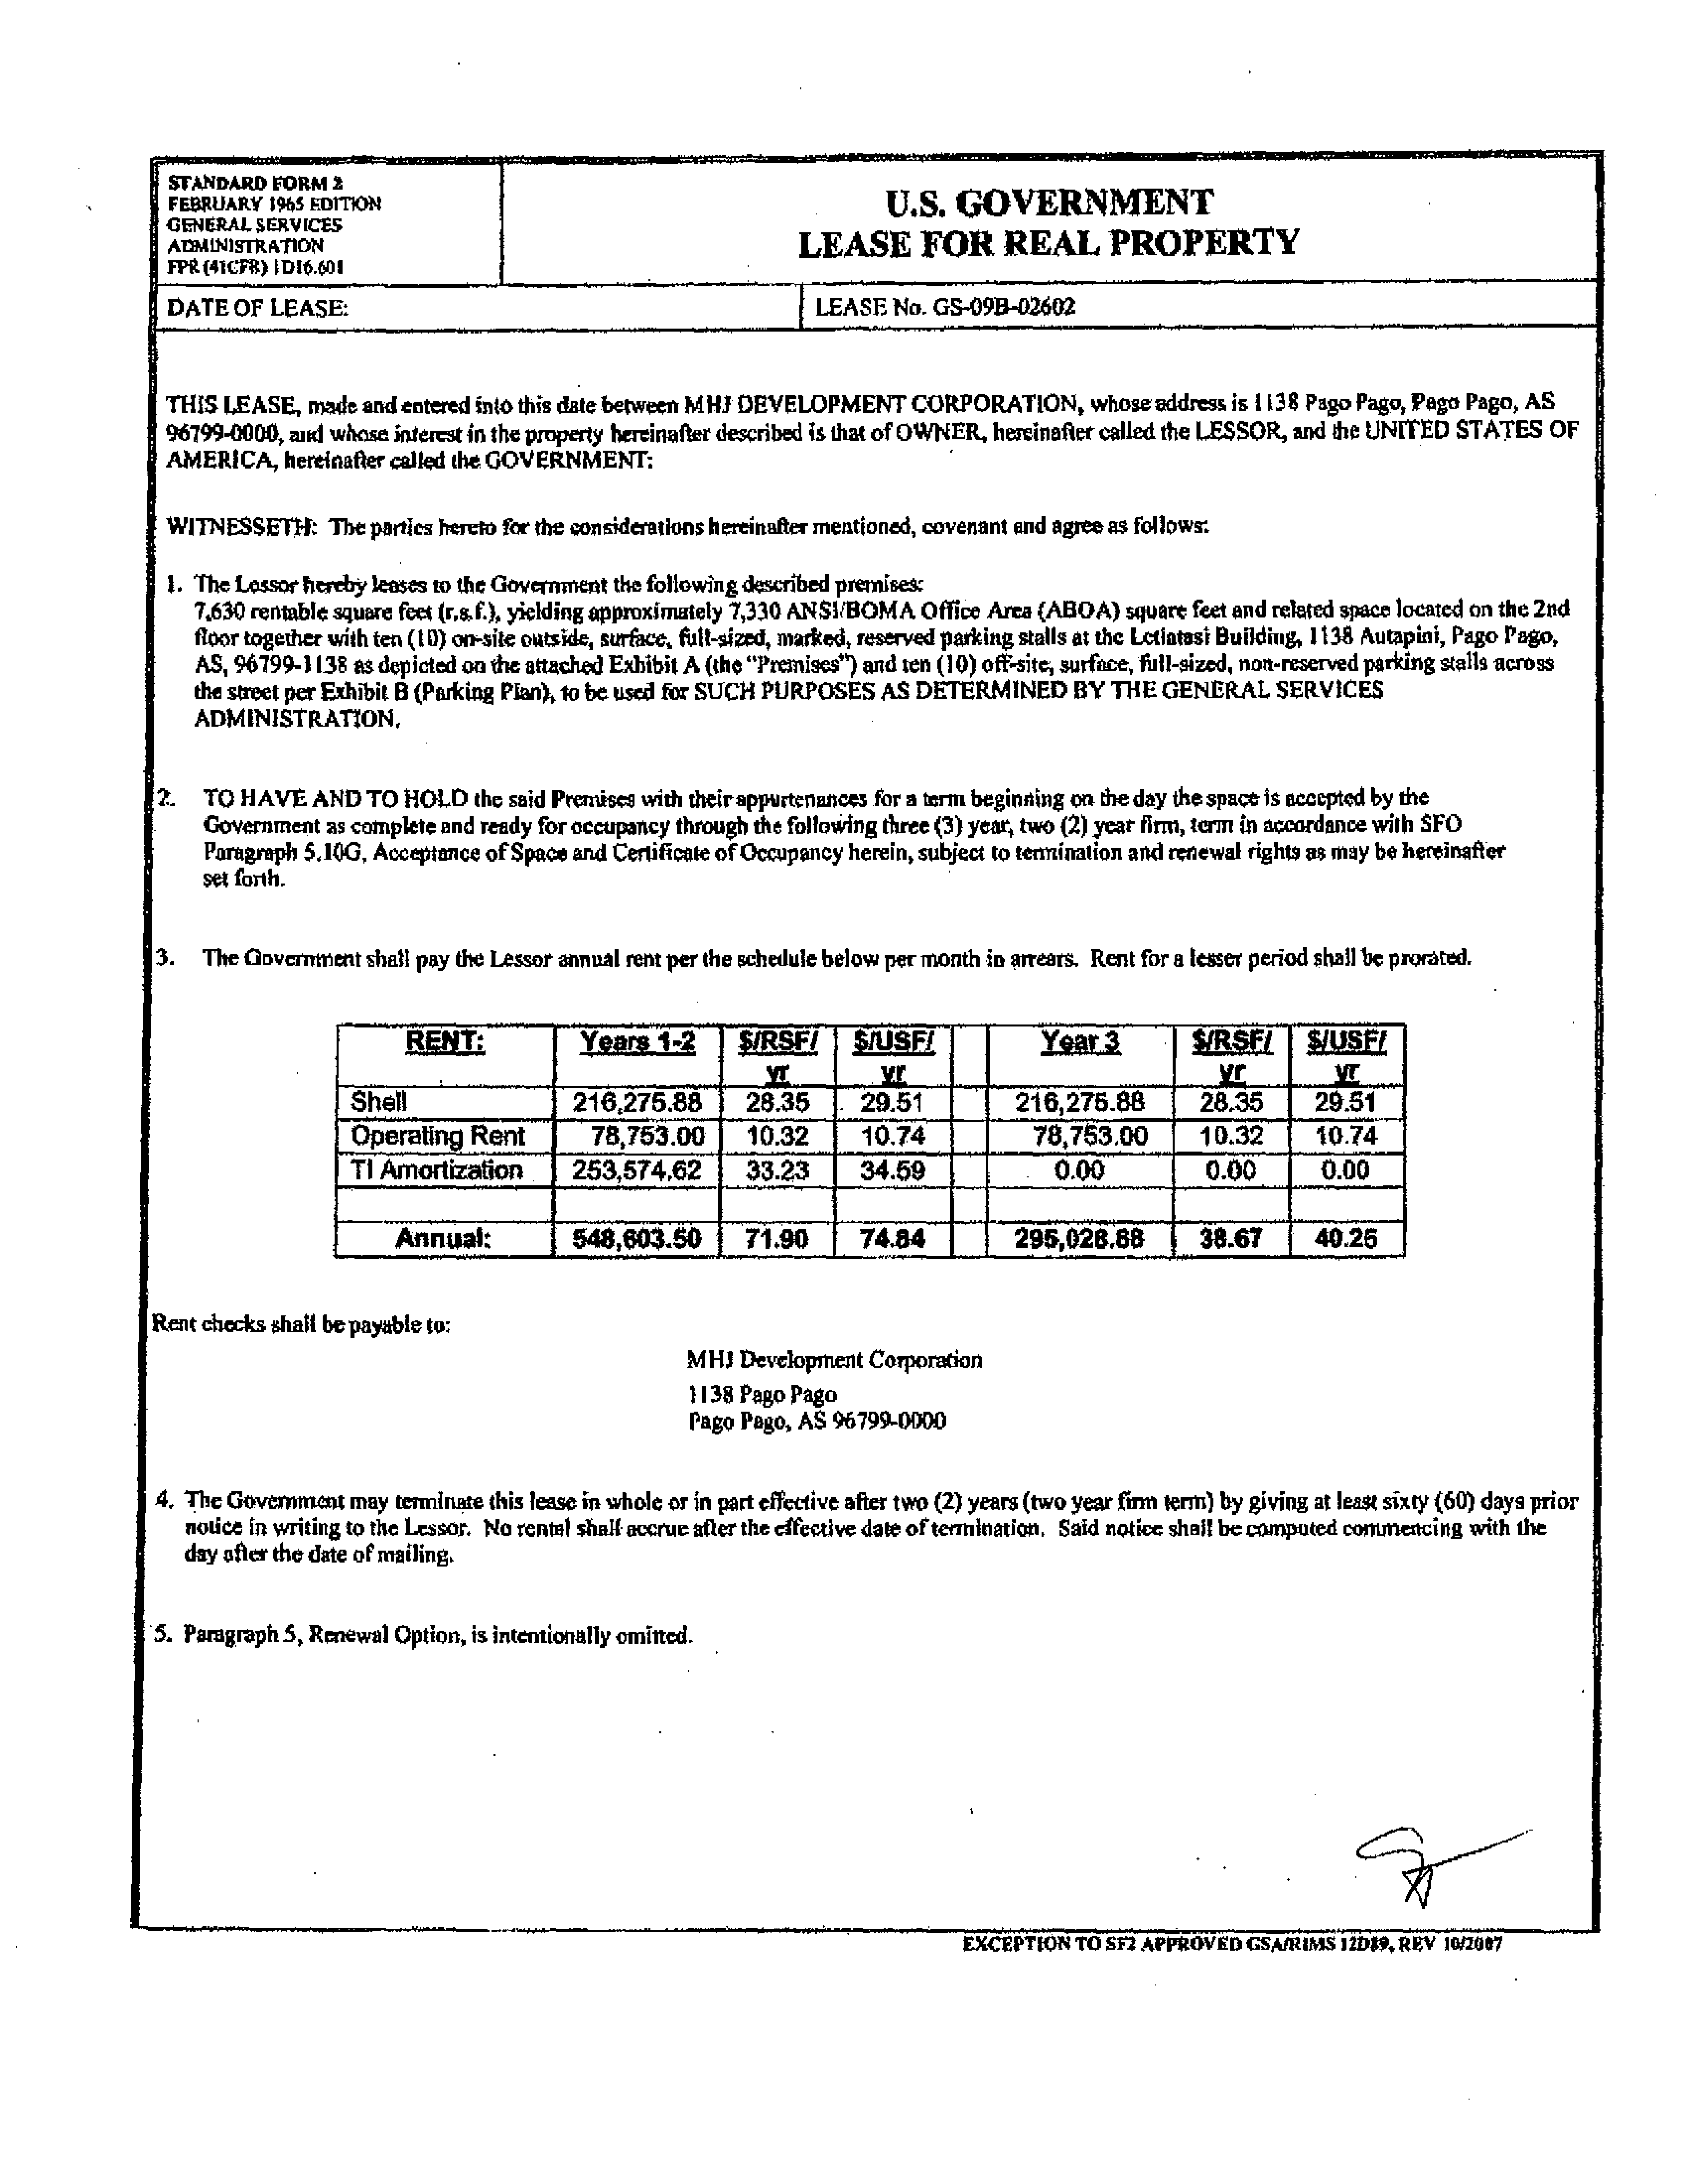 STANDARD FORM 2
FEBRUARY 1965 EDITION
GENERAL SERVICES
ADMINISTRATION
FPR (41CFR) 1D16.601
U.S. GOVERNMENT
LEASE FOR REAL PROPERTY
DATE OF LEASE:
LEASE No. GS-09B-02602
THIS LEASE, made and entered into this date between MHJ DEVELOPMENT CORPORATION, whose address is 1138 Pago Pago, Pago Pago, AS
96799-0000, and whose interest in the property hereinafter described is that of OWNER, hereinafter called the LESSOR, and the UNITED STATES OF
AMERICA, hereinafter called the GOVERNMENT:
WITNESSETH: The parties hereto for the considerations hereinafter mentioned, covenant and agree as follows:
1. The Lessor hereby leases to the Government the following described premises:
7,630 rentable square feet (r.s.f.), yielding approximately 7,330 ANSI/BOMA Office Area (ABOA) square feet and related space located on the 2nd
floor together with ten (10) on-site outside, surface, full-sized, marked, reserved parking stalls at the Letiatasi Building, 1138 Autapini, Pago Pago,
AS, 96799-1138 as depicted on the attached Exhibit A (the "Premises") and ten (10) off-site, surface, full-sized, non-reserved parking stalls across
the street per Exhibit B (Parking Plan), to be used for SUCH PURPOSES AS DETERMINED BY THE GENERAL SERVICES
ADMINISTRATION.
2. TO HAVE AND TO HOLD the said Premises with their appurtenances for a term beginning on the day the space is accepted by the
Government as complete and ready for occupancy through the following three (3) year, two (2) year firm, term in accordance with SFO
Paragraph 5.10G, Acceptance of Space and Certificate of Occupancy herein, subject to termination and renewal rights as may be hereinafter
set forth.
3. The Government shall pay the Lessor annual rent per the schedule below per month in arrears. Rent for a lesser period shall be prorated.
RENT: Years 1-2 $/RSF/ $/USF/ Year 3 $/RSF/ $/USF/
yr yr yr yr
Shell 216,275.88 28.35 29.51 216,275.88 28.35 29.51
Operating Rent 78,753.00 10.32 10.74 78,753.00 10.32 10.74
TI Amortization 253,574.62 33.23 34.59 0.00 0.00 0.00
Annual: 548,603.50 71.90 74.84 295,028.88 38.67 40.25
Rent checks shall be payable to:
MHJ Development Corporation
1138 Pago Pago
Pago Pago, AS 96799-0000
4. The Government may terminate this lease in whole or in part effective after two (2) years (two year firm term) by giving at least sixty (60) days prior
notice in writing to the Lessor. No rental shall accrue after the effective date of termination. Said notice shall be computed commencing with the
day after the date of mailing.
5. Paragraph 5, Renewal Option, is intentionally omitted.
EXCEPTION TO SF2 APPROVED GSA/RIMS 12D89, REV 10/2007